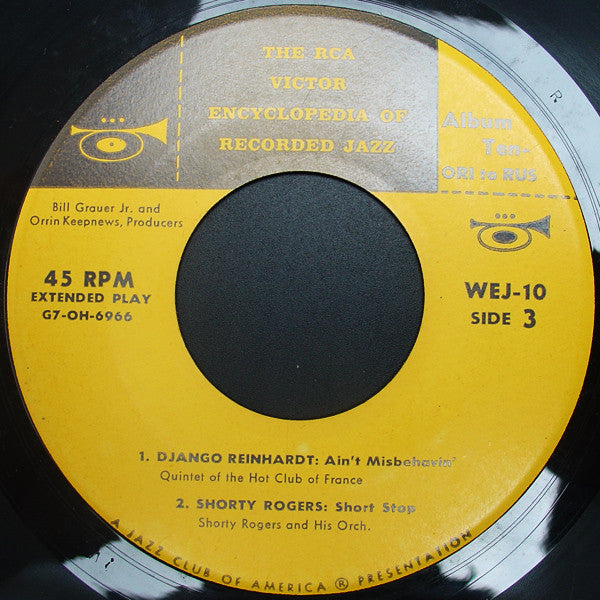 THE RCA
VICTOR
ENCYCLOPEDIA OF
RECORDED JAZZ
Album
Ten-
ORI to RUS
Bill Grauer Jr. and
Orrin Keepnews, Producers
45 RPM
EXTENDED PLAY
G7-OH-6966
WEJ-10
SIDE 3
1. DJANGO REINHARDT: Ain't Misbehavin'
Quintet of the Hot Club of France
2. SHORTY ROGERS: Short Stop
Shorty Rogers and His Orch.
A JAZZ CLUB OF AMERICA ® PRESENTATION
R